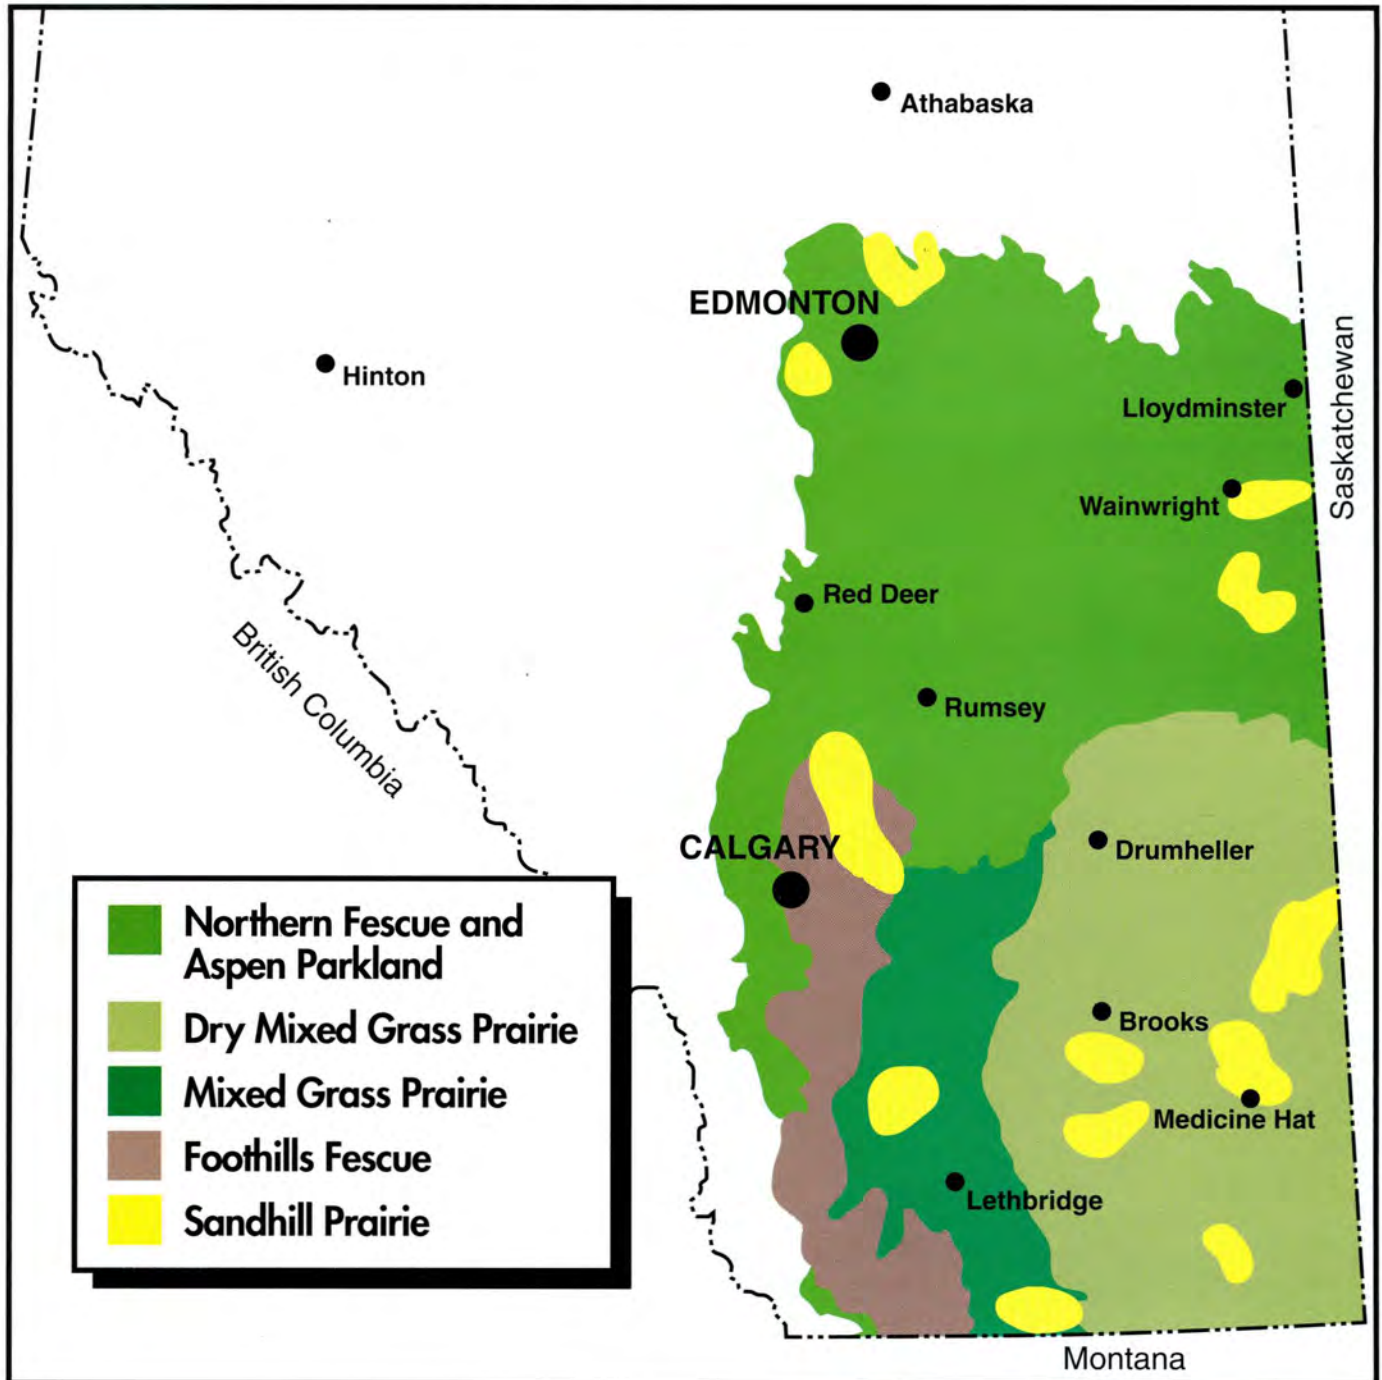 Athabaska
EDMONTON
Hinton
Lloydminster
Saskatchewan
Wainwright
Red Deer
British Columbia
Rumsey
CALGARY
Drumheller
Northern Fescue and
Aspen Parkland
Dry Mixed Grass Prairie
Mixed Grass Prairie
Foothills Fescue
Sandhill Prairie
Brooks
Medicine Hat
Lethbridge
Montana